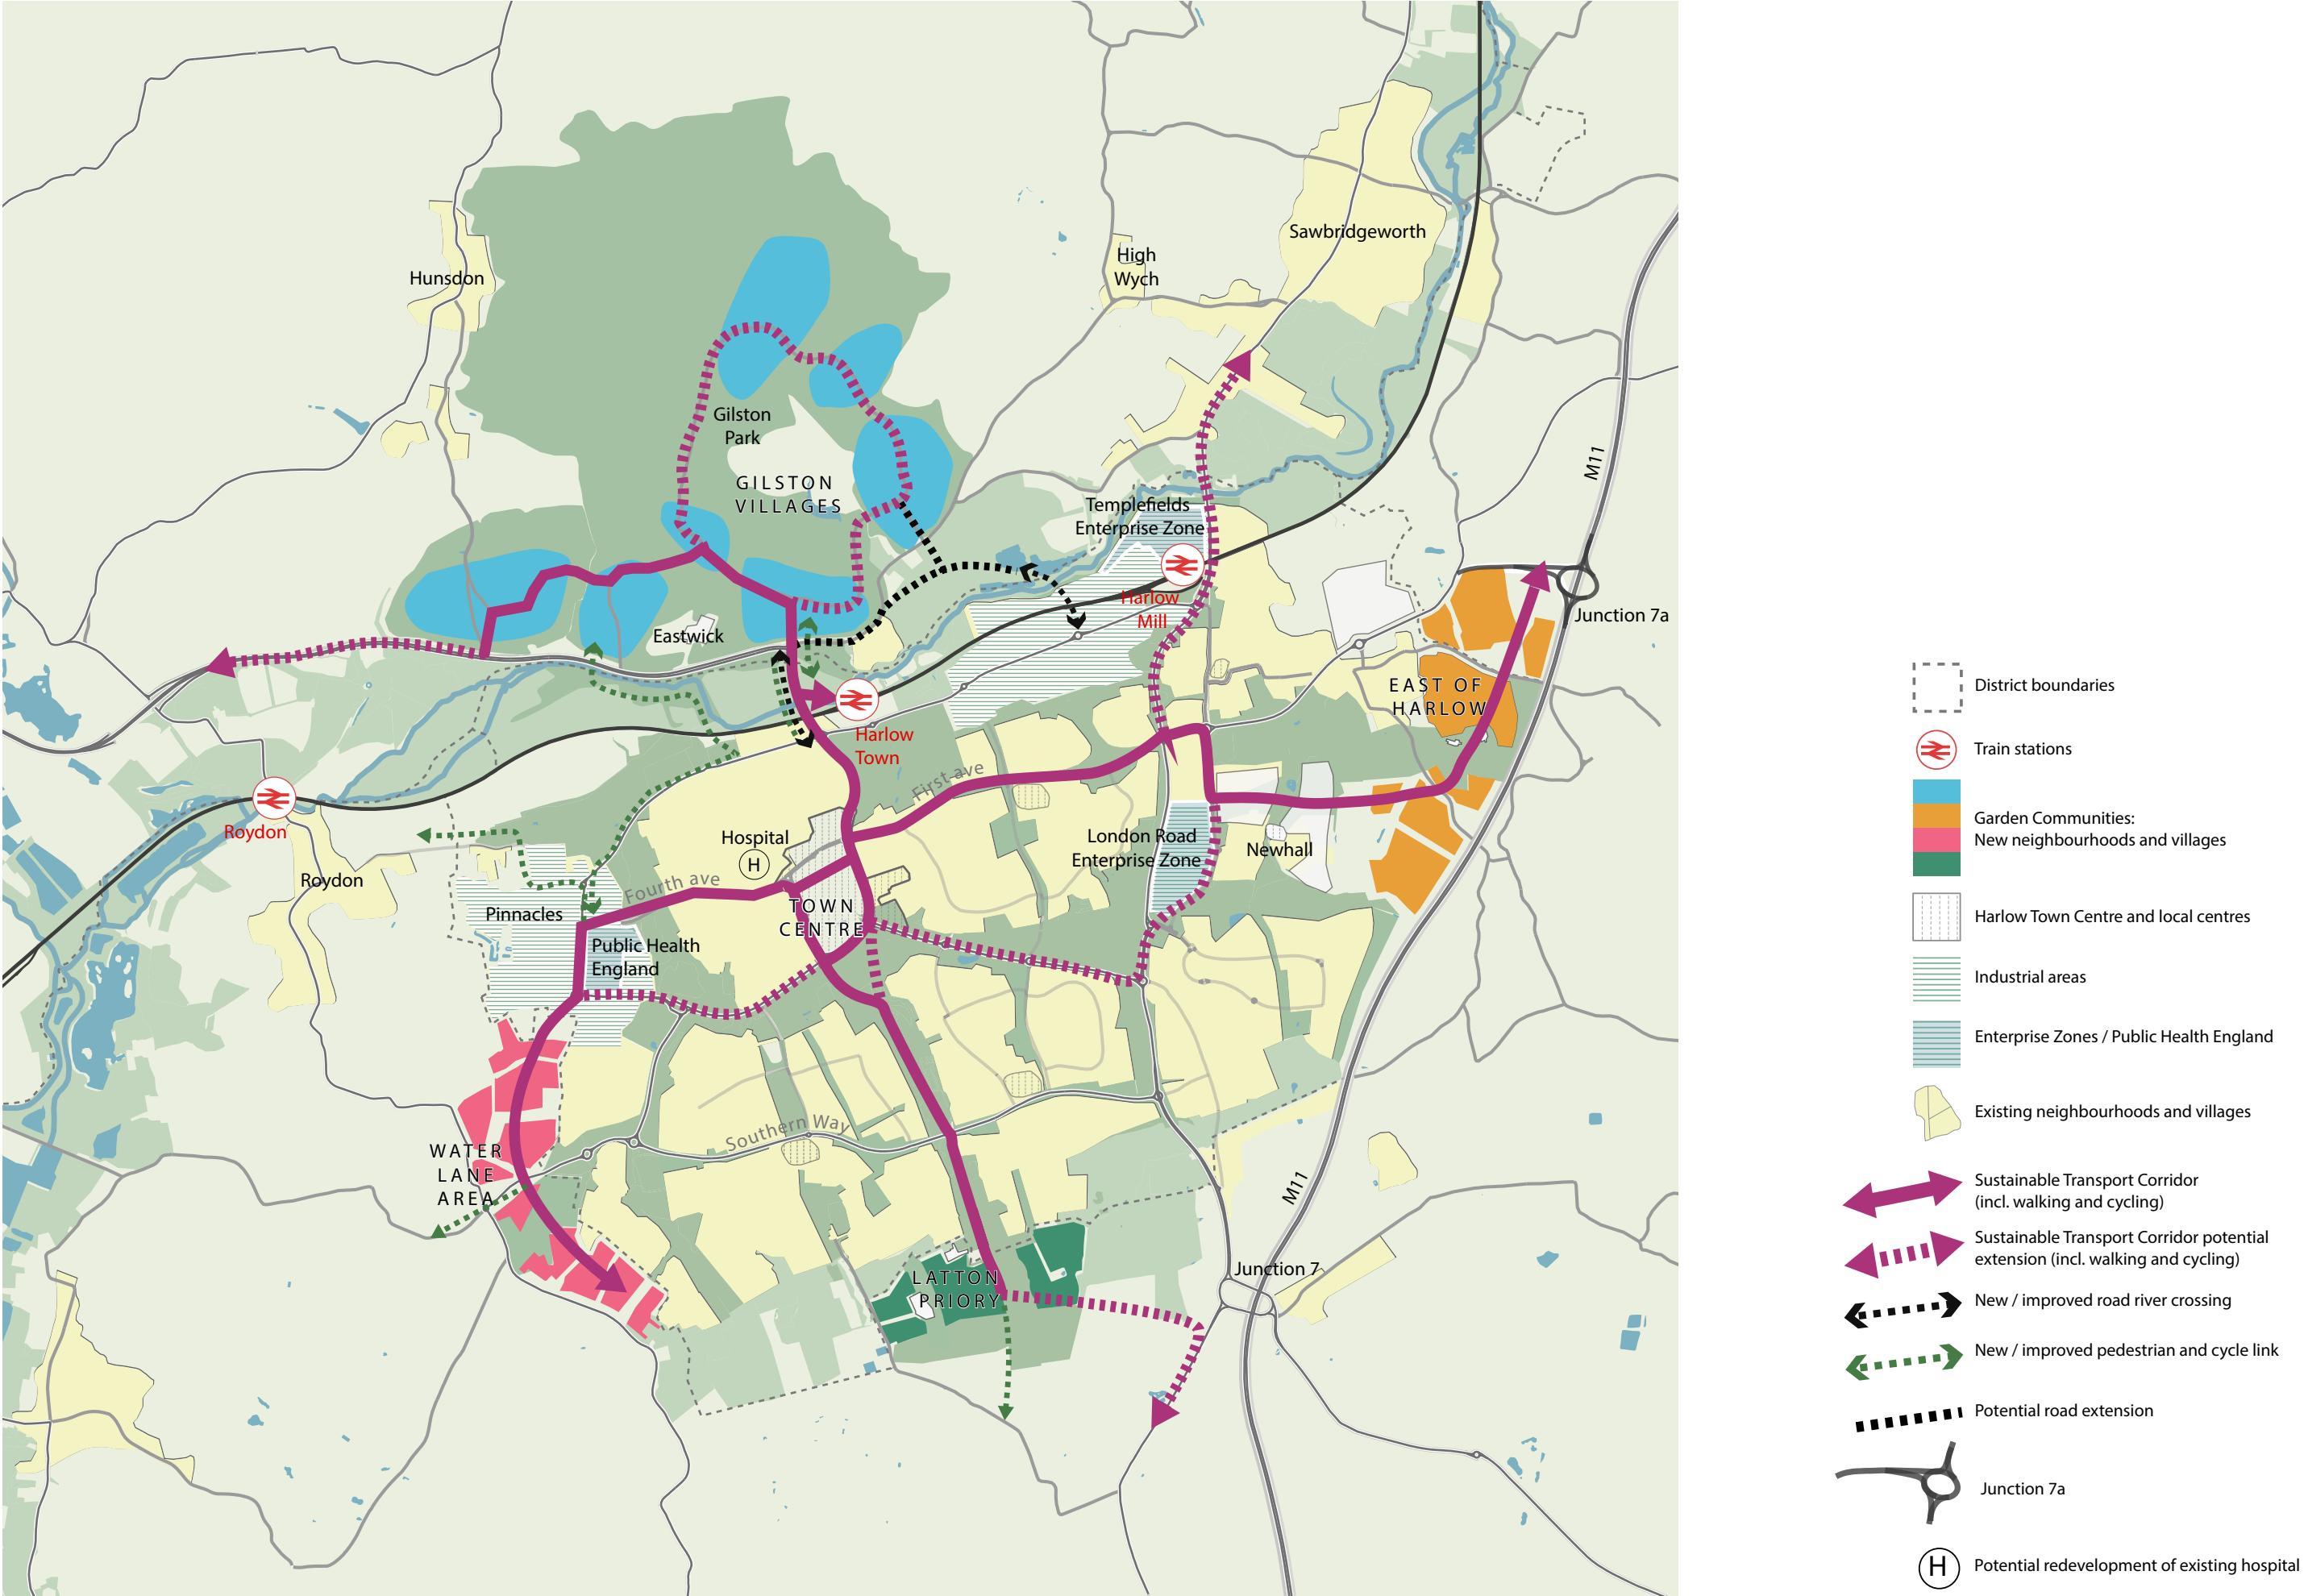 Sawbridgeworth
High
Wych
Hunsdon
Gilston
Park
GILSTON
VILLAGES
M11
Templefields
Enterprise Zone
Harlow
Mill
Junction 7a
Eastwick
EAST OF
HARLOW
Harlow
Town
First ave
Roydon
Hospital
H
London Road
Enterprise Zone
Newhall
Roydon
Fourth ave
Pinnacles
TOWN
CENTRE
Public Health
England
Southern Way
WATER
LANE
AREA
M11
Junction 7
LATTON
PRIORY
District boundaries
Train stations
Garden Communities:
New neighbourhoods and villages
Harlow Town Centre and local centres
Industrial areas
Enterprise Zones / Public Health England
Existing neighbourhoods and villages
Sustainable Transport Corridor
(incl. walking and cycling)
Sustainable Transport Corridor potential
extension (incl. walking and cycling)
New / improved road river crossing
New / improved pedestrian and cycle link
Potential road extension
Junction 7a
H
Potential redevelopment of existing hospital